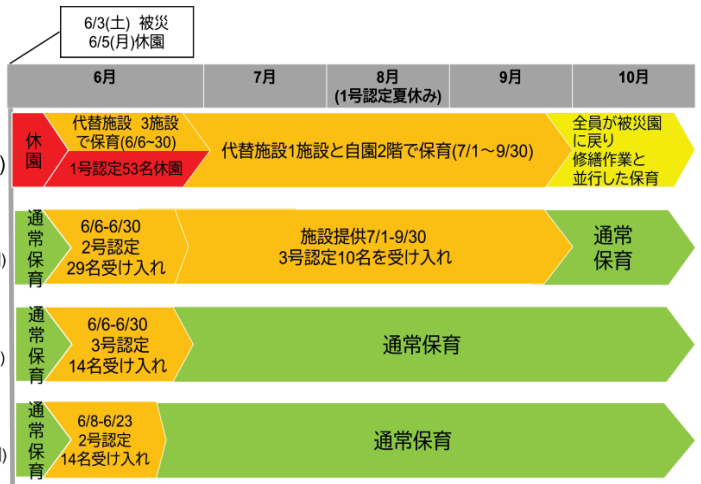 6/3(土) 被災
6/5(月)休園
6月
7月
8月
(1号認定夏休み)
9月
10月
休
園
代替施設 3施設
で保育(6/6~30)
1号認定53名休園
代替施設1施設と自園2階で保育(7/1～9/30)
全員が被災園
に戻り
修繕作業と
並行した保育
)
通
常
保
育
6/6-6/30
2号認定
29名受け入れ
施設提供7/1-9/30
3号認定10名を受け入れ
通常
保育
)
通
常
保
育
6/6-6/30
3号認定
14名受け入れ
通常保育
)
通
常
保
育
6/8-6/23
2号認定
14名受け入れ
通常保育
)